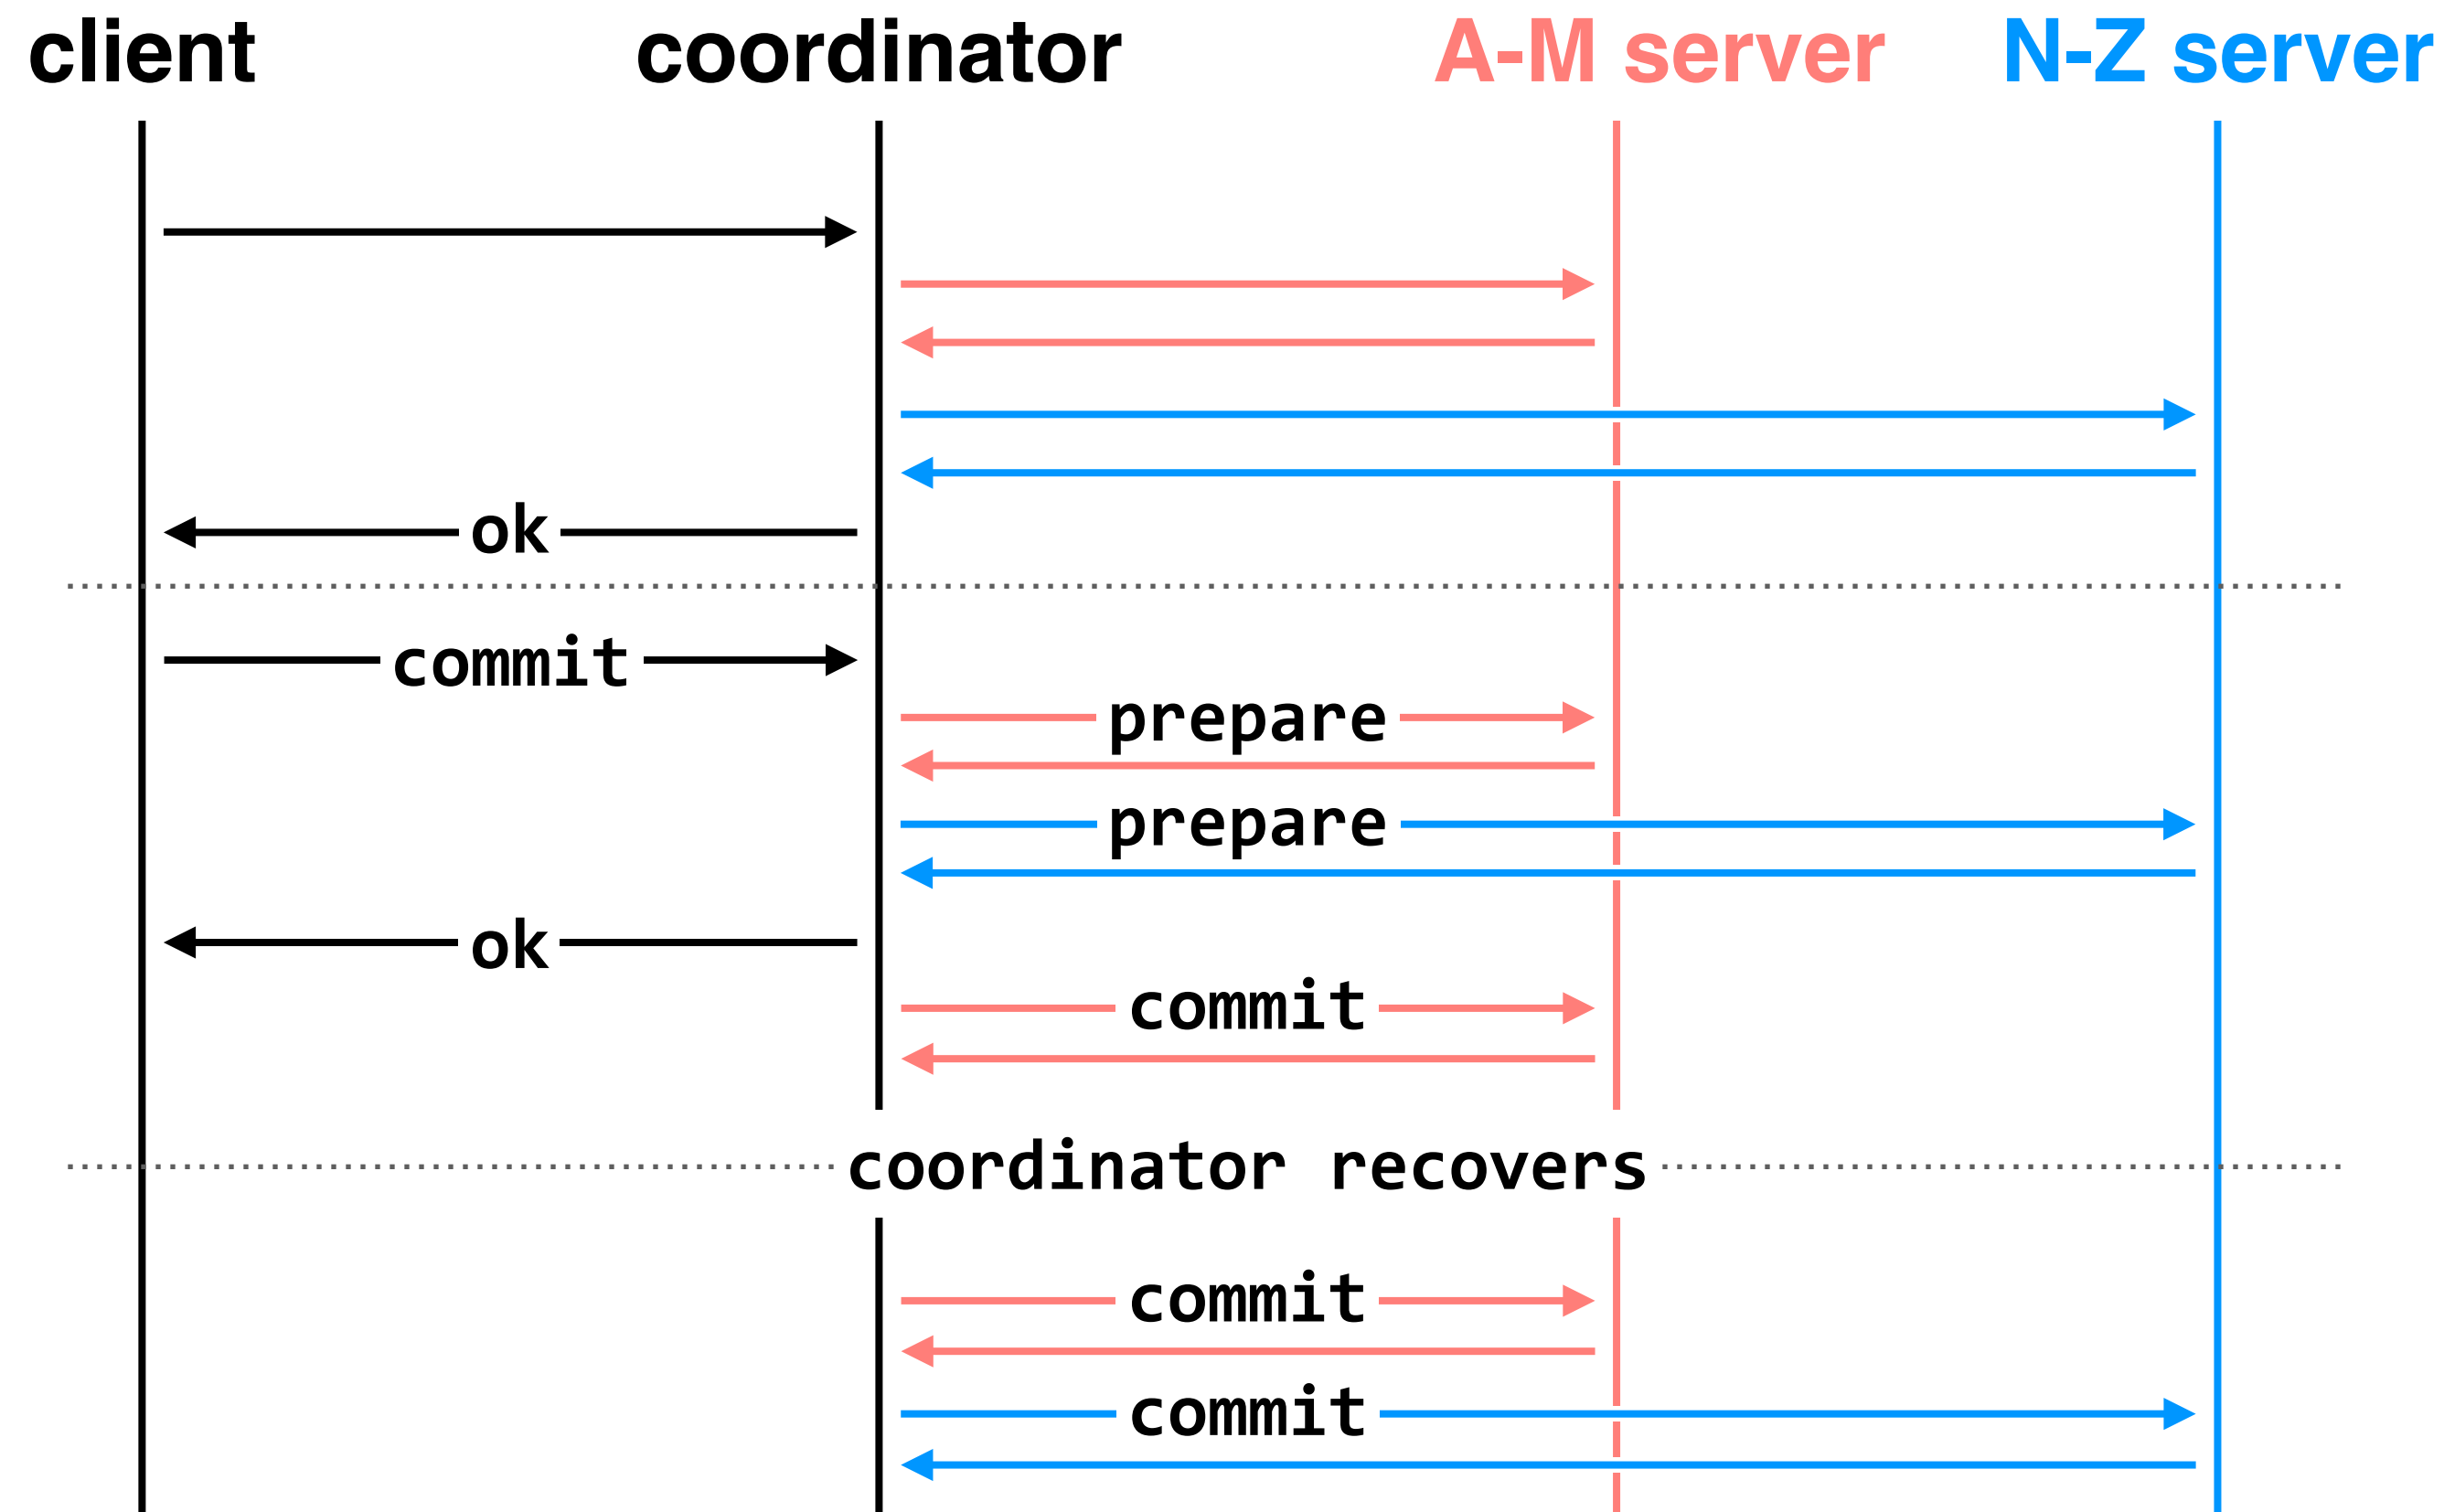 client coordinator A-M server N-Z server
ok
commit
prepare
prepare
ok
commit
coordinator recovers
commit
commit